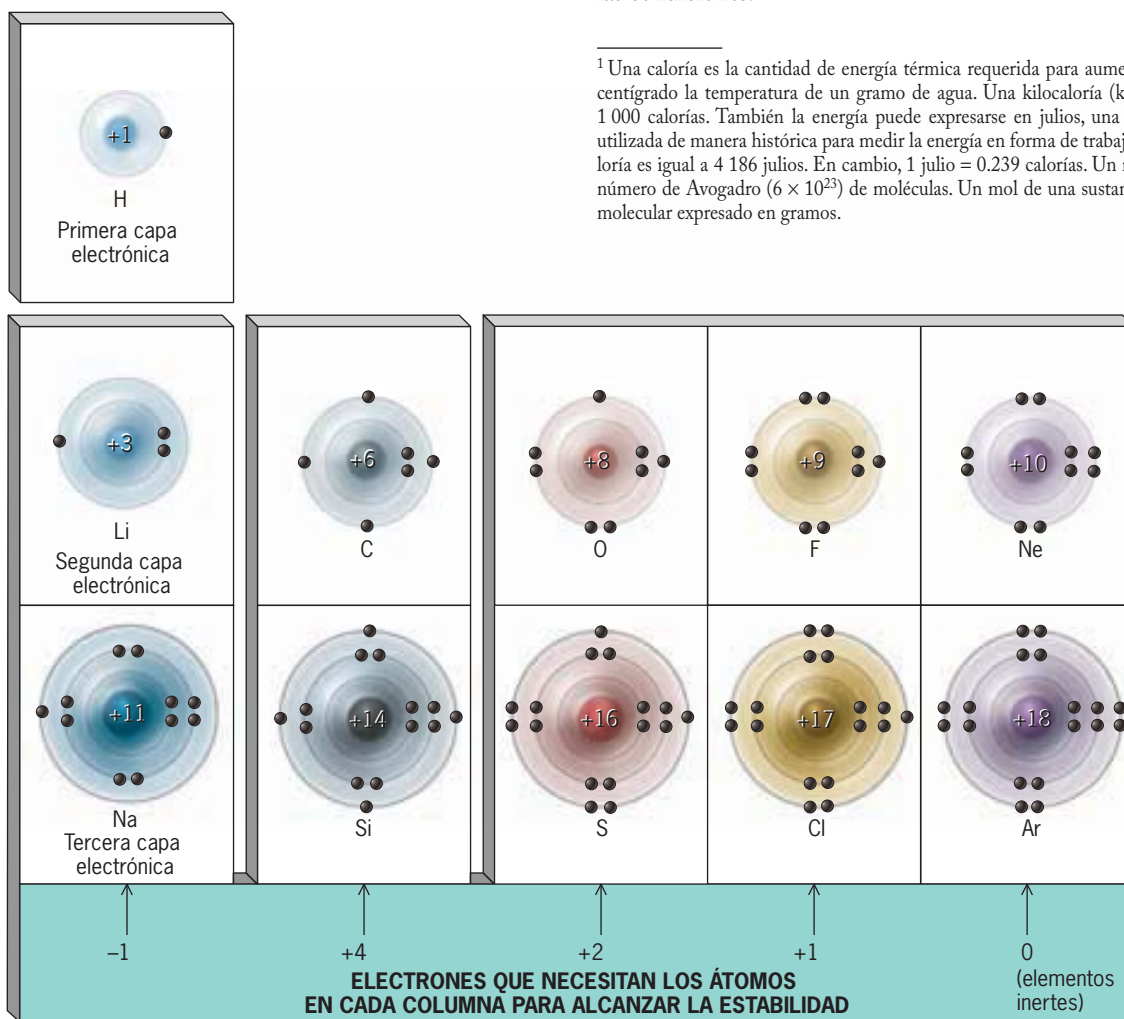 ¹ Una caloría es la cantidad de energía térmica requerida para aume
centígrado la temperatura de un gramo de agua. Una kilocaloría (k
1 000 calorías. También la energía puede expresarse en julios, una
utilizada de manera histórica para medir la energía en forma de trabaj
loría es igual a 4 186 julios. En cambio, 1 julio = 0.239 calorías. Un
número de Avogadro (6 × 10²³) de moléculas. Un mol de una sustan
molecular expresado en gramos.
+1
H
Primera capa
electrónica
+3
Li
Segunda capa
electrónica
+6
C
+8
O
+9
F
+10
Ne
+11
Na
Tercera capa
electrónica
+14
Si
+16
S
+17
Cl
+18
Ar
–1
+4
+2
+1
0
(elementos
inertes)
ELECTRONES QUE NECESITAN LOS ÁTOMOS
EN CADA COLUMNA PARA ALCANZAR LA ESTABILIDAD